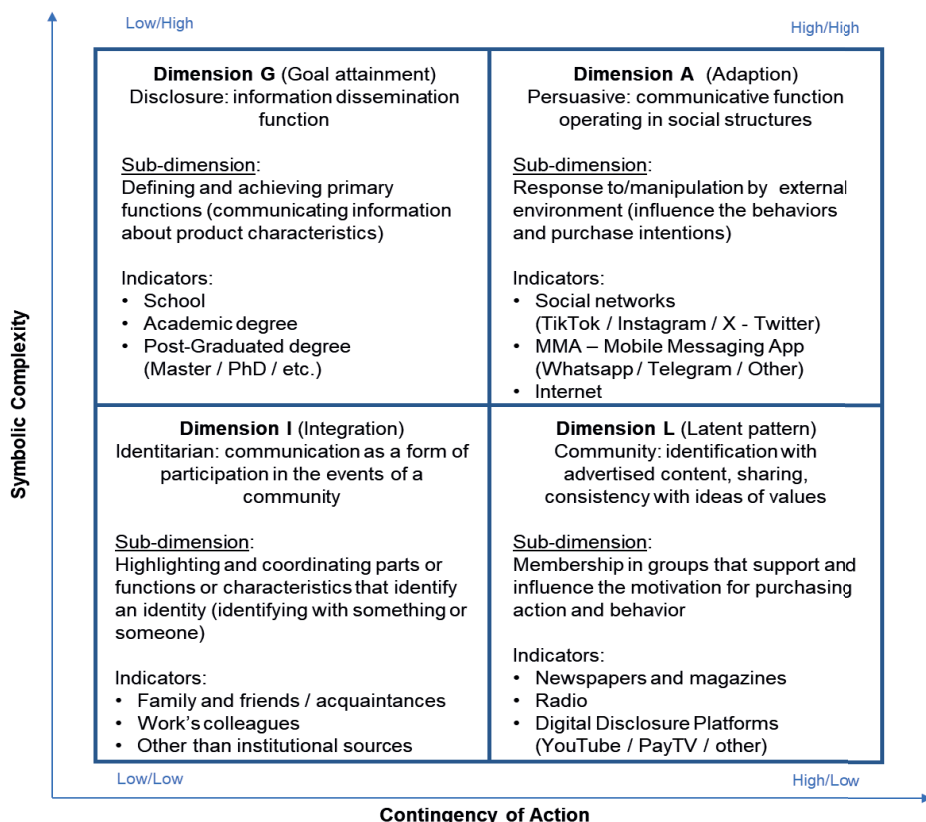 Low/High
High/High
Dimension G (Goal attainment)
Disclosure: information dissemination
function
Sub-dimension:
Defining and achieving primary
functions (communicating information
about product characteristics)
Indicators:
• School
• Academic degree
• Post-Graduated degree
(Master / PhD / etc.)
Dimension A (Adaption)
Persuasive: communicative function
operating in social structures
Sub-dimension:
Response to/manipulation by external
environment (influence the behaviors
and purchase intentions)
Indicators:
• Social networks
(TikTok / Instagram / X - Twitter)
• MMA – Mobile Messaging App
(Whatsapp / Telegram / Other)
• Internet
Symbolic Complexity
Dimension I (Integration)
Identitarian: communication as a form of
participation in the events of a
community
Sub-dimension:
Highlighting and coordinating parts or
functions or characteristics that identify
an identity (identifying with something or
someone)
Indicators:
• Family and friends / acquaintances
• Work's colleagues
• Other than institutional sources
Dimension L (Latent pattern)
Community: identification with
advertised content, sharing,
consistency with ideas of values
Sub-dimension:
Membership in groups that support and
influence the motivation for purchasing
action and behavior
Indicators:
• Newspapers and magazines
• Radio
• Digital Disclosure Platforms
(YouTube / PayTV / other)
Low/Low
High/Low
Contingency of Action